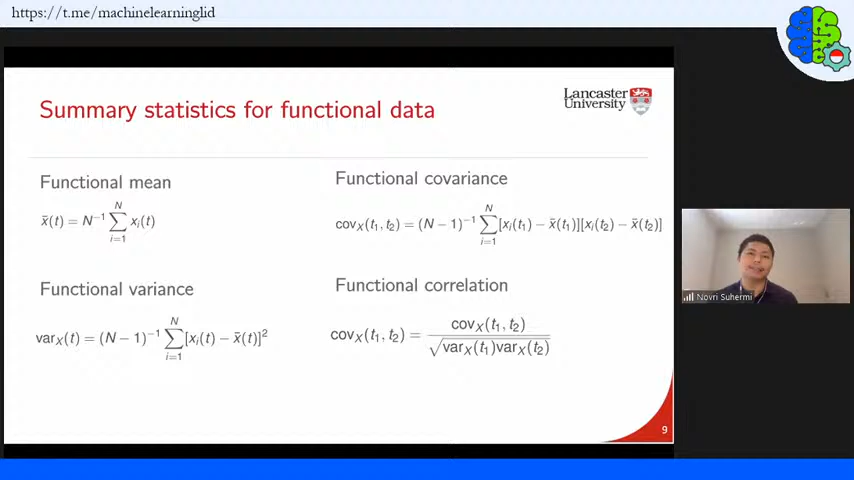 https://t.me/machinelearninglid
Summary statistics for functional data
Lancaster
University
Functional mean
x̄(t) = N⁻¹ ∑ᵢ₌₁ᴺ xᵢ(t)
Functional covariance
cov_X(t₁, t₂) = (N − 1)⁻¹ ∑ᵢ₌₁ᴺ [xᵢ(t₁) − x̄(t₁)][xᵢ(t₂) − x̄(t₂)]
Functional variance
var_X(t) = (N − 1)⁻¹ ∑ᵢ₌₁ᴺ [xᵢ(t) − x̄(t)]²
Functional correlation
cov_X(t₁, t₂) = cov_X(t₁, t₂) / √(var_X(t₁)var_X(t₂))
Novri Suhermi
9